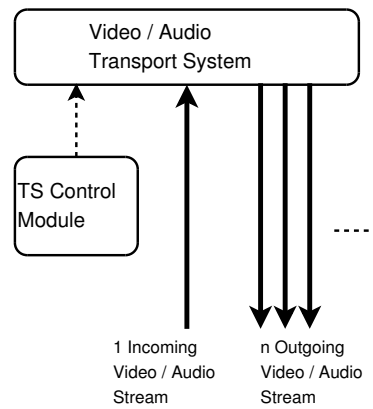 Video / Audio
Transport System
TS Control
Module
1 Incoming
Video / Audio
Stream
n Outgoing
Video / Audio
Stream